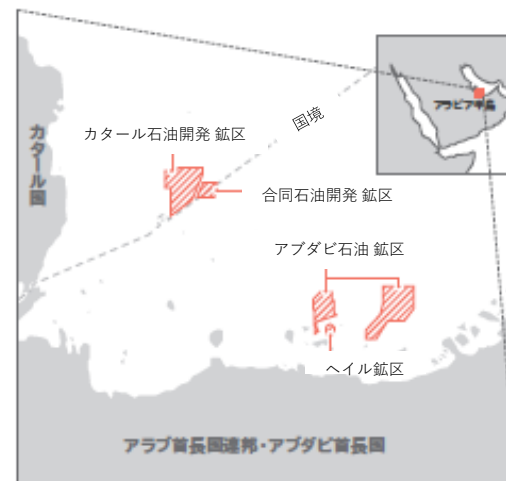 アラビア半島
国境
カタール石油開発 鉱区
カタール国
合同石油開発 鉱区
アブダビ石油 鉱区
ヘイル鉱区
アラブ首長国連邦・アブダビ首長国